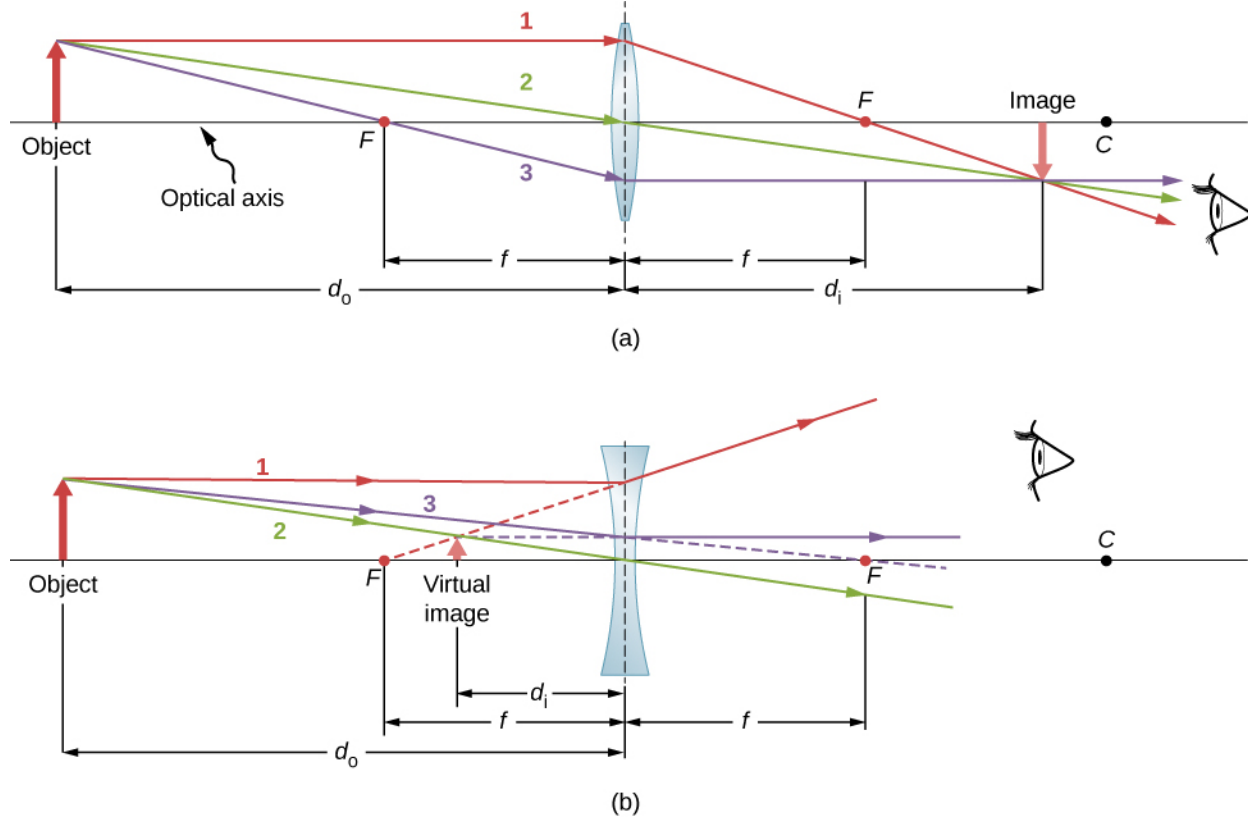 1
2
F
Image
Object
F
C
3
Optical axis
f
f
dₒ
dᵢ
(a)
1
3
2
C
Object
F
Virtual
image
F
dᵢ
f
f
dₒ
(b)